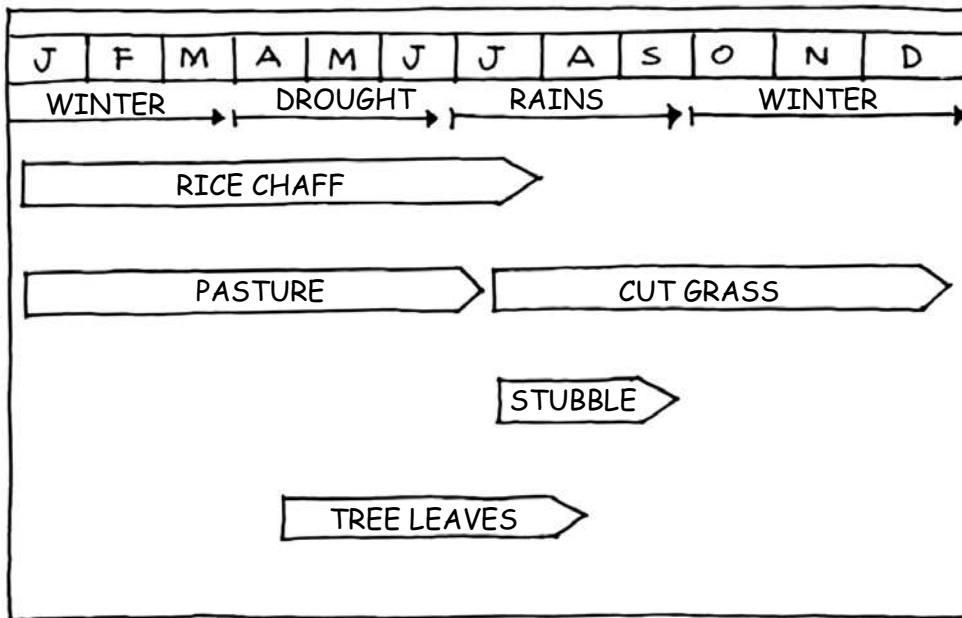 J F M A M J J A S O N D
WINTER DROUGHT RAINS WINTER
RICE CHAFF
PASTURE CUT GRASS
STUBBLE
TREE LEAVES